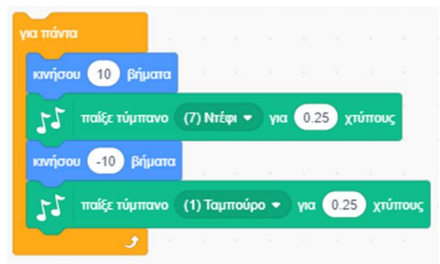 για πάντα
κινήσου 10 βήματα
παίξε τύμπανο (7) Ντέφι για 0.25 χτύπους
κινήσου -10 βήματα
παίξε τύμπανο (1) Ταμπούρο για 0.25 χτύπους